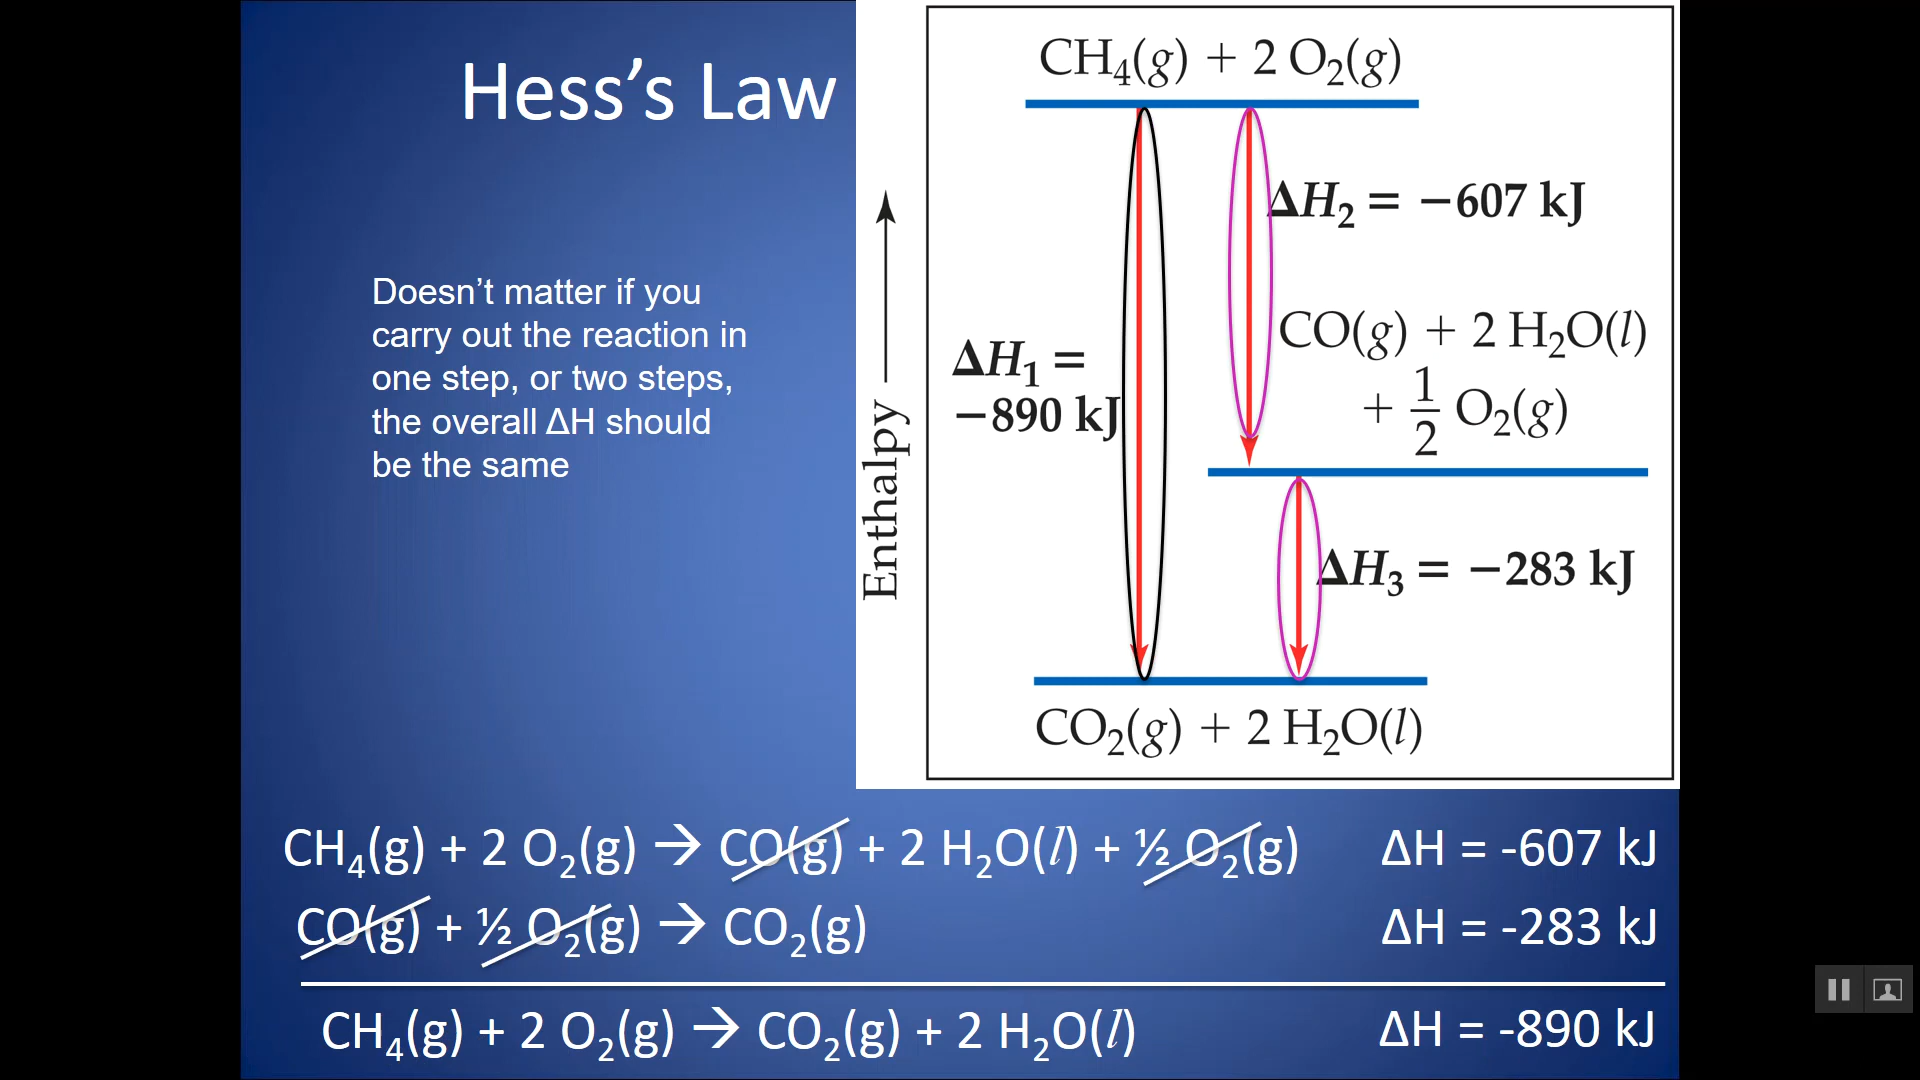 Hess’s Law
Doesn’t matter if you
carry out the reaction in
one step, or two steps,
the overall ΔH should
be the same
Enthalpy
CH₄(g) + 2 O₂(g)
ΔH₂ = −607 kJ
ΔH₁ =
−890 kJ
CO(g) + 2 H₂O(l)
+ 1/2 O₂(g)
ΔH₃ = −283 kJ
CO₂(g) + 2 H₂O(l)
CH₄(g) + 2 O₂(g) → CO(g) + 2 H₂O(l) + ½ O₂(g) ΔH = -607 kJ
CO(g) + ½ O₂(g) → CO₂(g) ΔH = -283 kJ
CH₄(g) + 2 O₂(g) → CO₂(g) + 2 H₂O(l) ΔH = -890 kJ